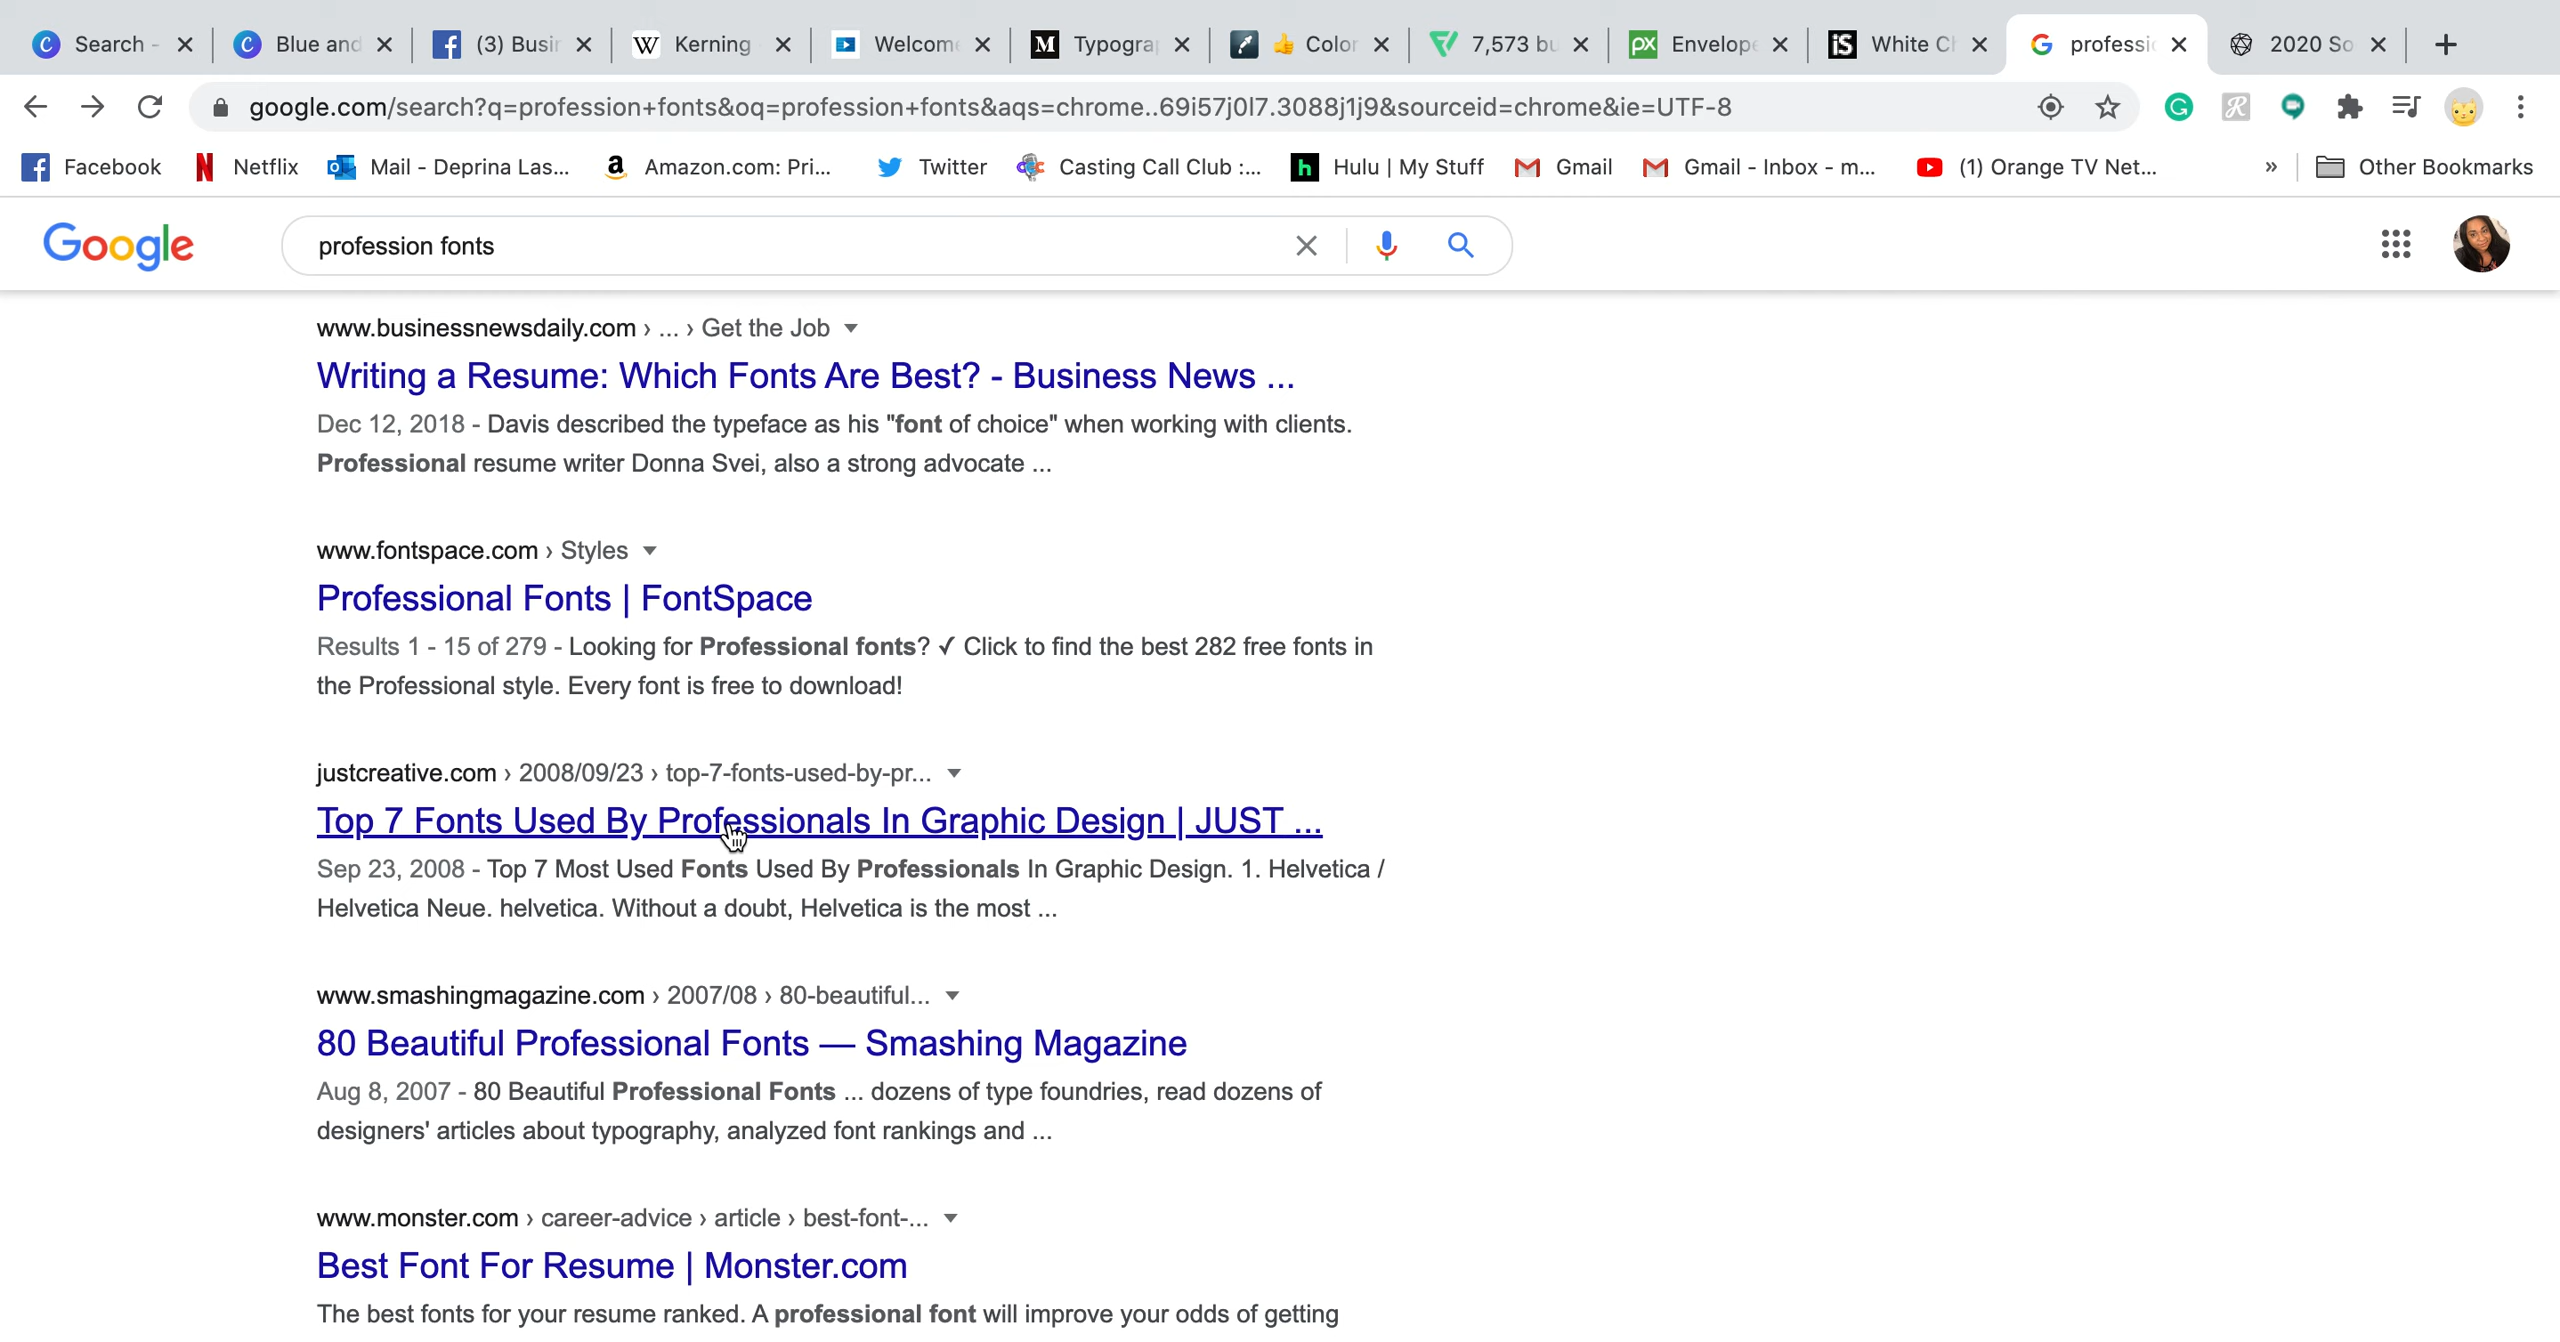 Search -
Blue and
(3) Busin
Kerning
Welcome
Typogra
👍 Color
7,573 bu
Envelope
White Ch
professi
2020 So
google.com/search?q=profession+fonts&oq=profession+fonts&aqs=chrome..69i57j0l7.3088j1j9&sourceid=chrome&ie=UTF-8
Facebook
Netflix
Mail - Deprina Las...
Amazon.com: Pri...
Twitter
Casting Call Club :...
Hulu | My Stuff
Gmail
Gmail - Inbox - m...
(1) Orange TV Net...
»
Other Bookmarks
Google
profession fonts
www.businessnewsdaily.com › ... › Get the Job
Writing a Resume: Which Fonts Are Best? - Business News ...
Dec 12, 2018 - Davis described the typeface as his "font of choice" when working with clients.
Professional resume writer Donna Svei, also a strong advocate ...
www.fontspace.com › Styles
Professional Fonts | FontSpace
Results 1 - 15 of 279 - Looking for Professional fonts? ✓ Click to find the best 282 free fonts in
the Professional style. Every font is free to download!
justcreative.com › 2008/09/23 › top-7-fonts-used-by-pr...
Top 7 Fonts Used By Professionals In Graphic Design | JUST ...
Sep 23, 2008 - Top 7 Most Used Fonts Used By Professionals In Graphic Design. 1. Helvetica /
Helvetica Neue. helvetica. Without a doubt, Helvetica is the most ...
www.smashingmagazine.com › 2007/08 › 80-beautiful...
80 Beautiful Professional Fonts — Smashing Magazine
Aug 8, 2007 - 80 Beautiful Professional Fonts ... dozens of type foundries, read dozens of
designers' articles about typography, analyzed font rankings and ...
www.monster.com › career-advice › article › best-font-...
Best Font For Resume | Monster.com
The best fonts for your resume ranked. A professional font will improve your odds of getting